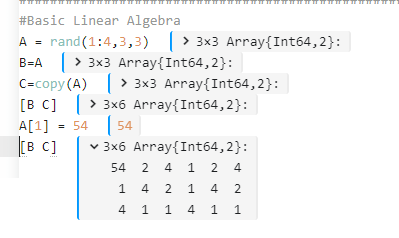 #Basic Linear Algebra
A = rand(1:4,3,3) > 3×3 Array{Int64,2}:
B=A > 3×3 Array{Int64,2}:
C=copy(A) > 3×3 Array{Int64,2}:
[B C] > 3×6 Array{Int64,2}:
A[1] = 54 54
[B C] 3×6 Array{Int64,2}:
54 2 4 1 2 4
1 4 2 1 4 2
4 1 1 4 1 1